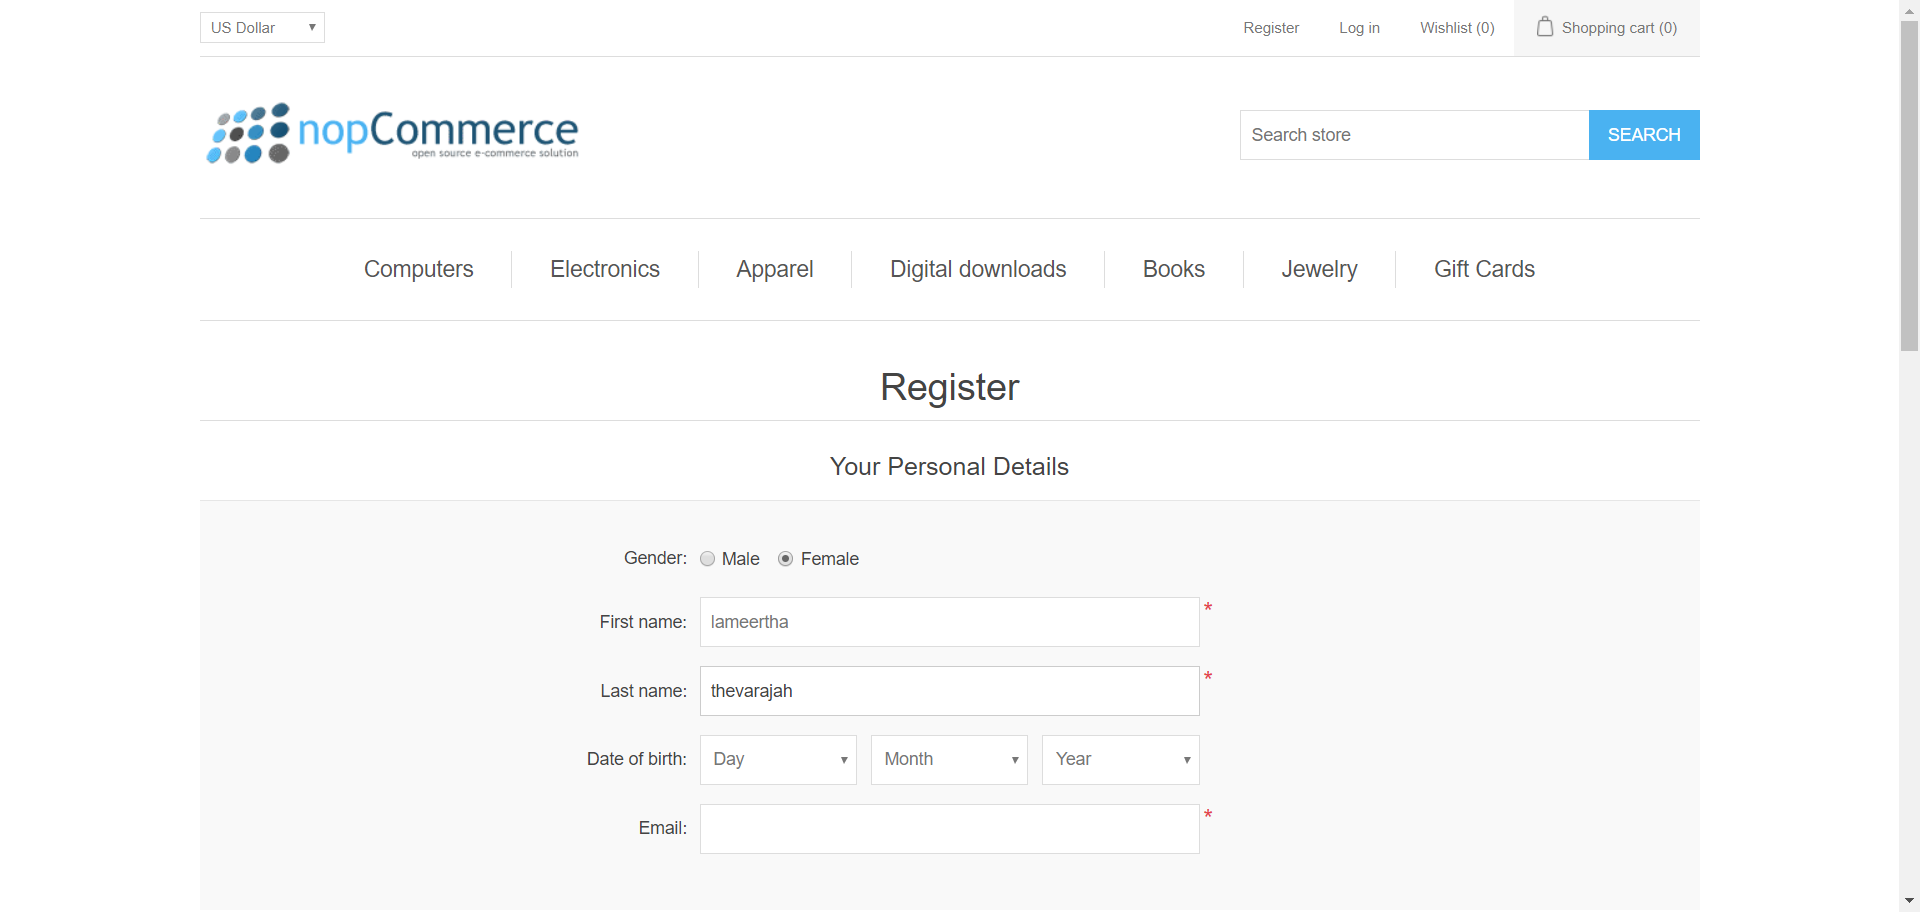 US Dollar
Register Log in Wishlist (0) Shopping cart (0)
nopCommerce
open source e-commerce solution
Search store SEARCH
Computers Electronics Apparel Digital downloads Books Jewelry Gift Cards
Register
Your Personal Details
Gender: Male Female
First name: lameertha *
Last name: thevarajah *
Date of birth: Day Month Year
Email: *